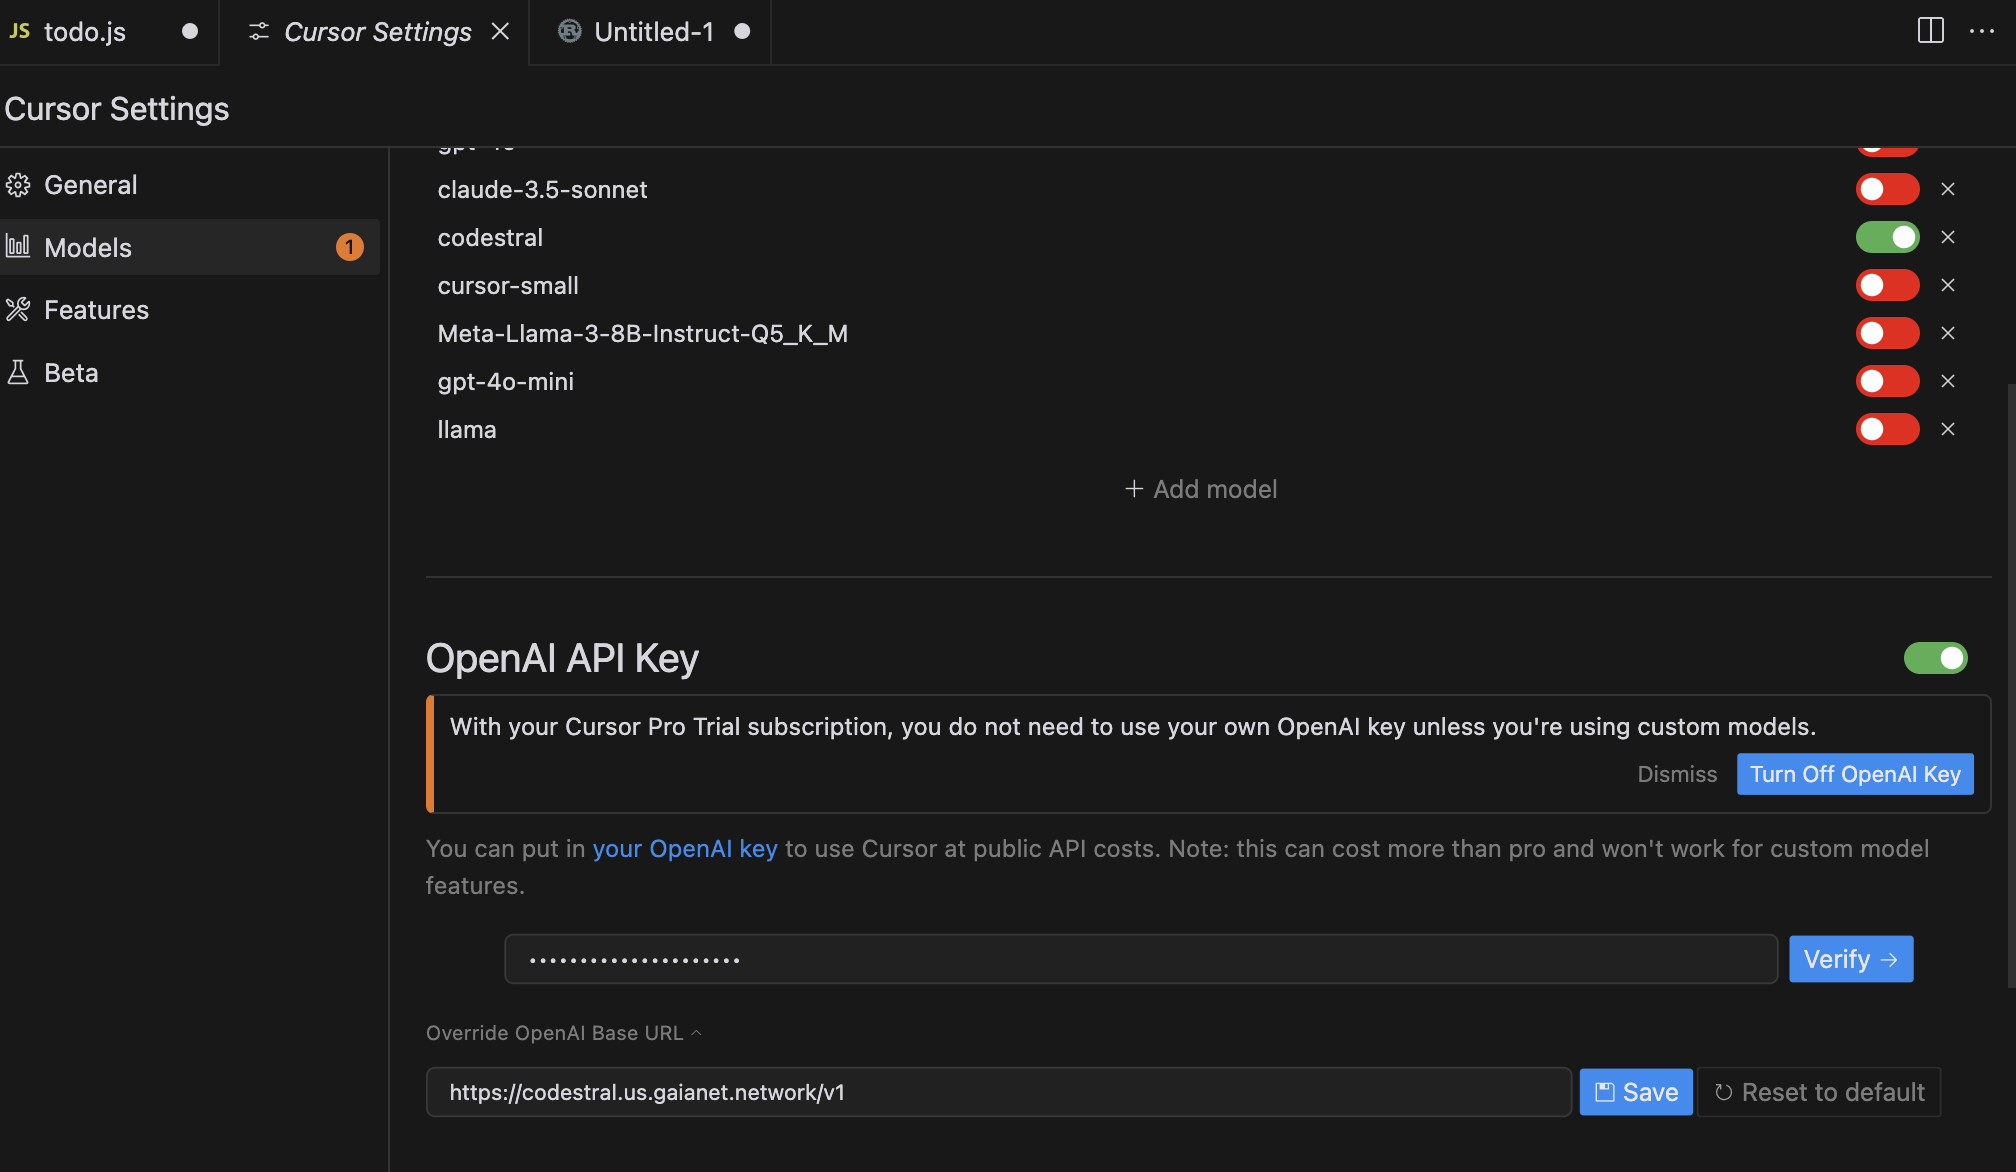 JS todo.js
Cursor Settings
Untitled-1
Cursor Settings
General
Models 1
Features
Beta
claude-3.5-sonnet
codestral
cursor-small
Meta-Llama-3-8B-Instruct-Q5_K_M
gpt-4o-mini
llama
+ Add model
OpenAI API Key
With your Cursor Pro Trial subscription, you do not need to use your own OpenAI key unless you're using custom models.
Dismiss
Turn Off OpenAI Key
You can put in your OpenAI key to use Cursor at public API costs. Note: this can cost more than pro and won't work for custom model
features.
Verify →
Override OpenAI Base URL
https://codestral.us.gaianet.network/v1
Save
Reset to default